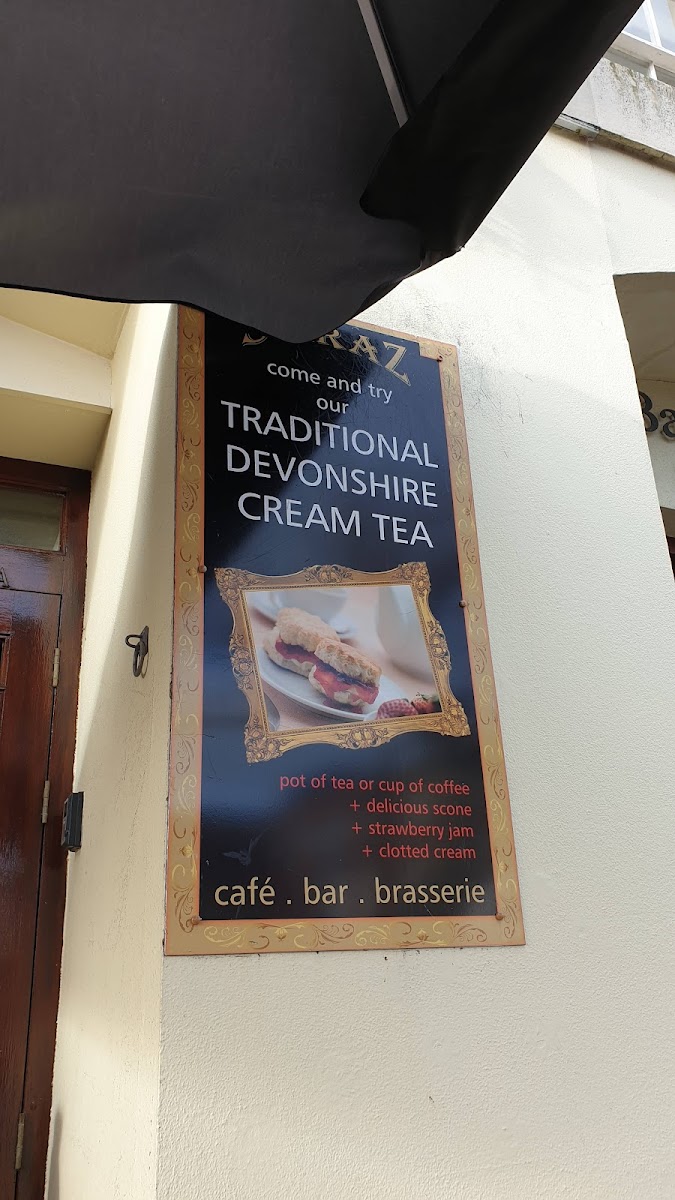 come and try
our
TRADITIONAL
DEVONSHIRE
CREAM TEA
pot of tea or cup of coffee
+ delicious scone
+ strawberry jam
+ clotted cream
café . bar . brasserie
Ba